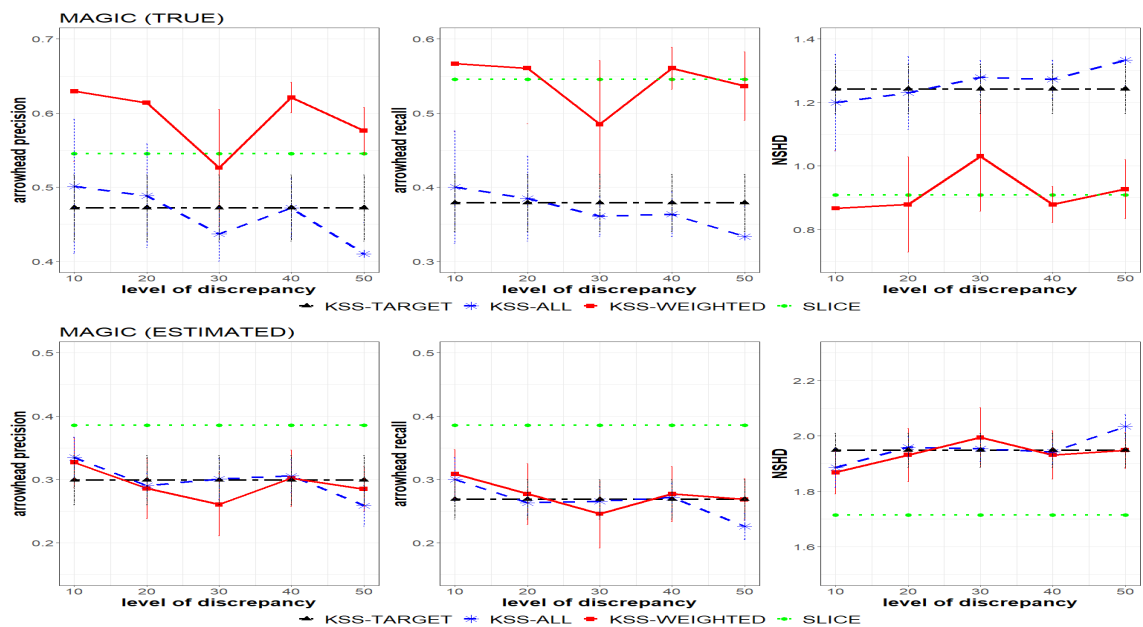 MAGIC (TRUE)
arrowhead precision
0.7
0.6
0.5
0.4
10 20 30 40 50
level of discrepancy
arrowhead recall
0.6
0.5
0.4
0.3
10 20 30 40 50
level of discrepancy
NSHD
1.4
1.2
1.0
0.8
10 20 30 40 50
level of discrepancy
KSS-TARGET KSS-ALL KSS-WEIGHTED SLICE
MAGIC (ESTIMATED)
arrowhead precision
0.5
0.4
0.3
0.2
10 20 30 40 50
level of discrepancy
arrowhead recall
0.5
0.4
0.3
0.2
10 20 30 40 50
level of discrepancy
NSHD
2.2
2.0
1.8
1.6
10 20 30 40 50
level of discrepancy
KSS-TARGET KSS-ALL KSS-WEIGHTED SLICE